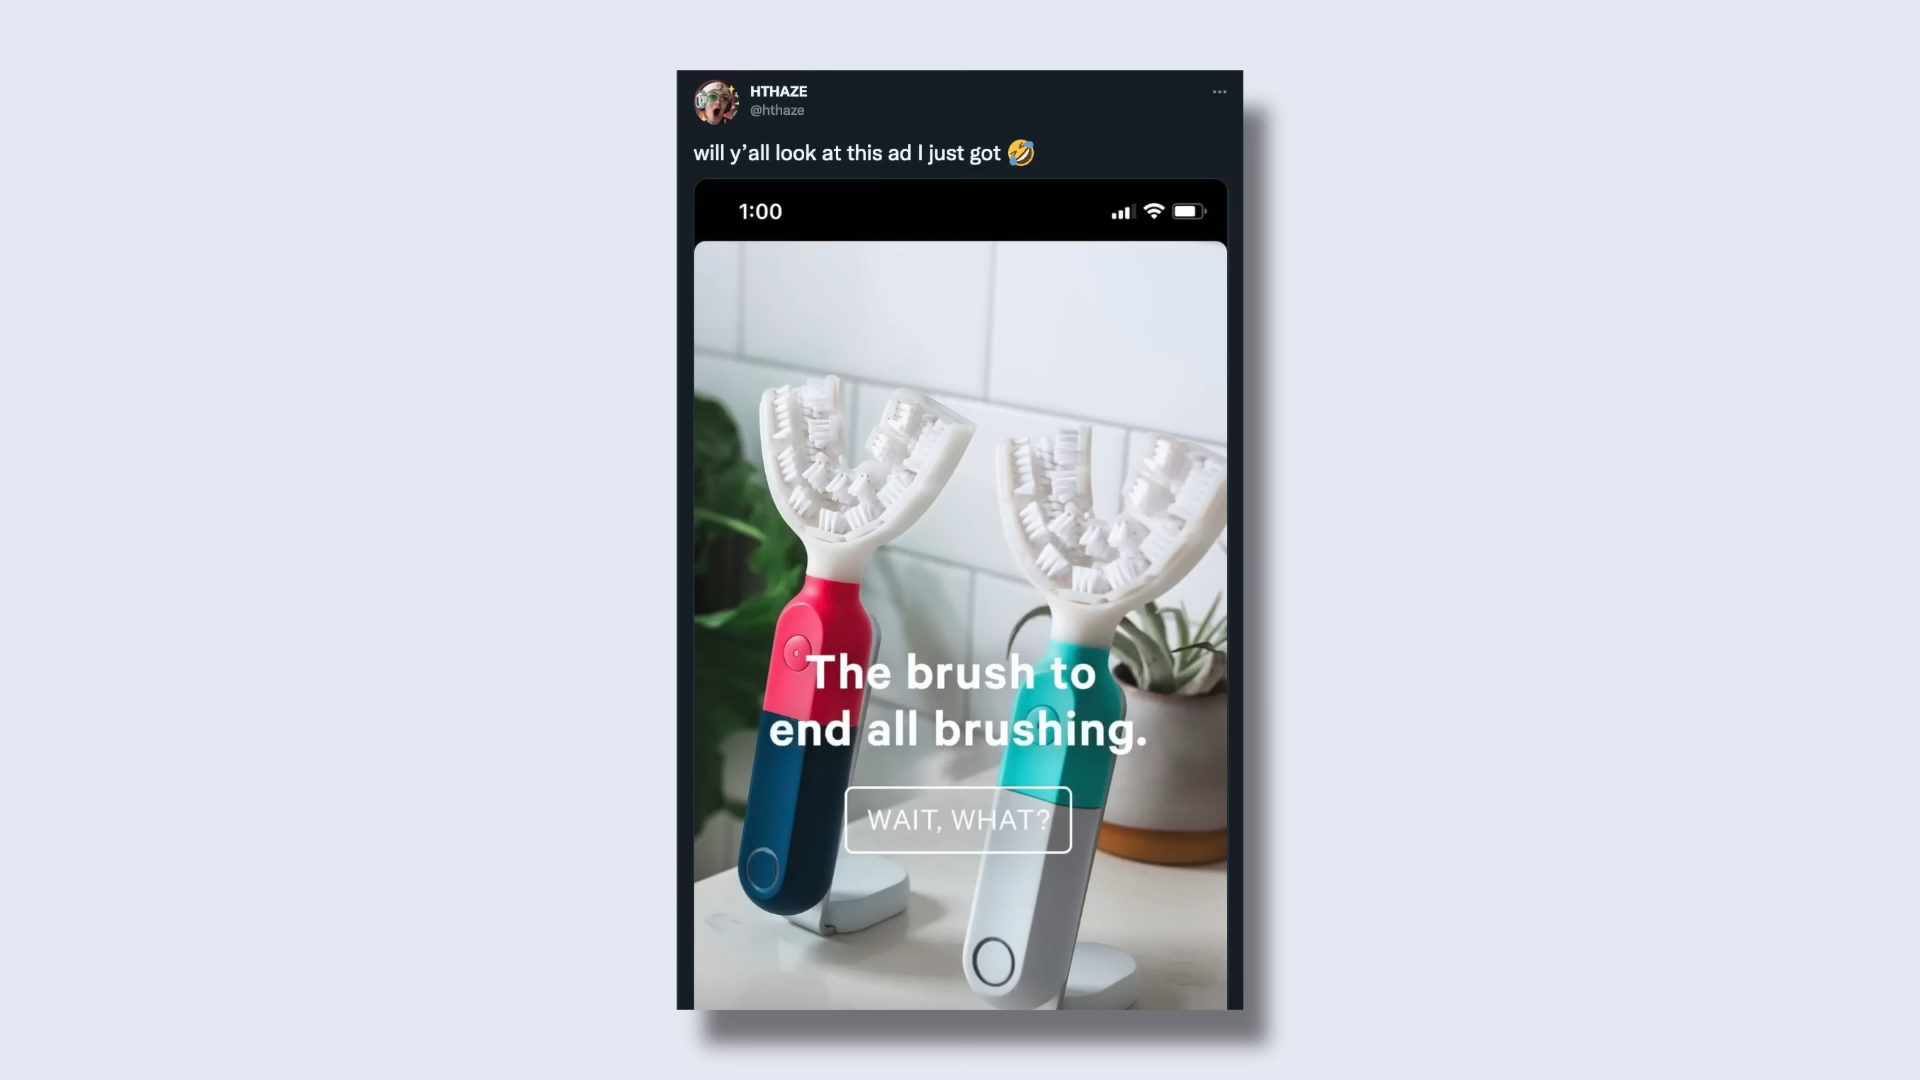 HTHAZE
@hthaze
will y’all look at this ad I just got 🤣
1:00
The brush to
end all brushing.
WAIT, WHAT?